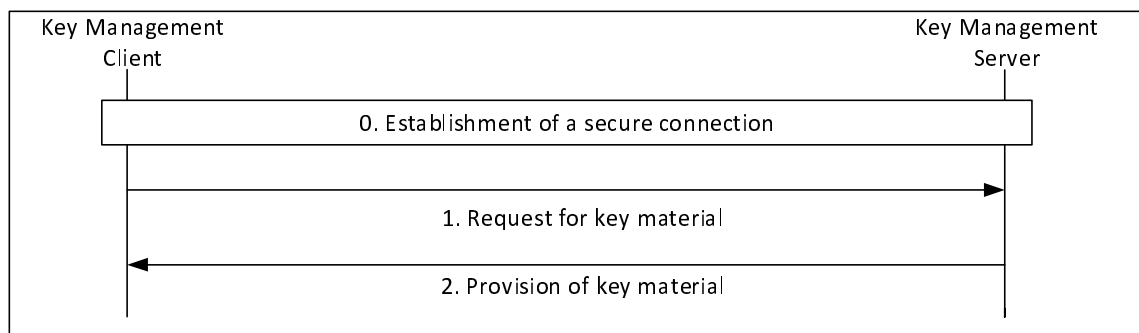 Key Management
Client
Key Management
Server
0. Establishment of a secure connection
1. Request for key material
2. Provision of key material